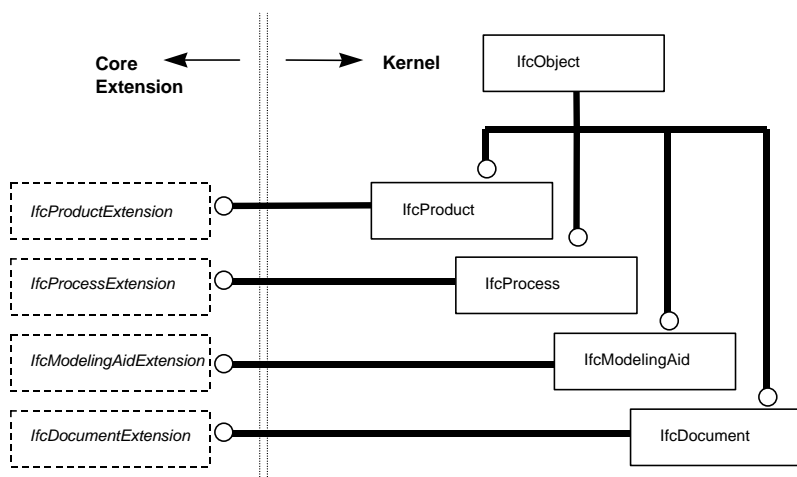 Core
Extension
Kernel
IfcObject
IfcProductExtension
IfcProduct
IfcProcessExtension
IfcProcess
IfcModelingAidExtension
IfcModelingAid
IfcDocumentExtension
IfcDocument